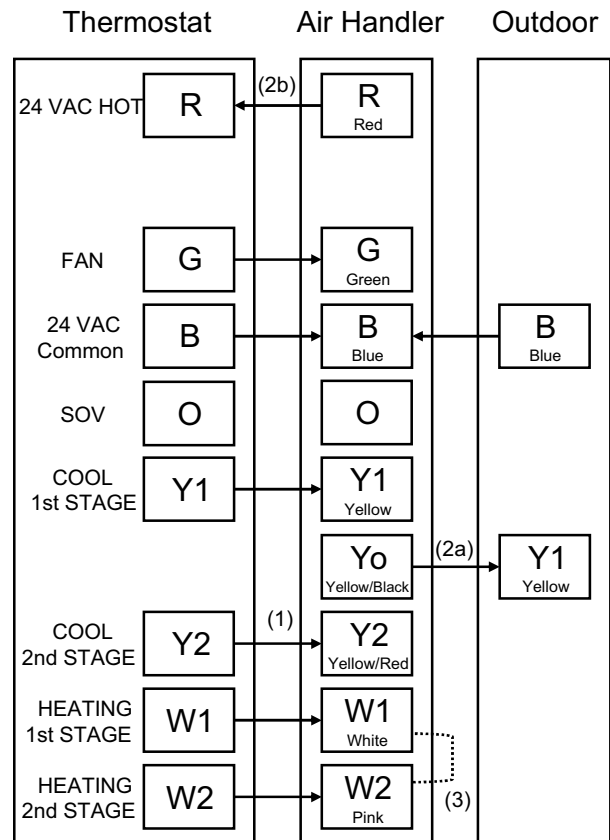 Thermostat Air Handler Outdoor
24 VAC HOT R (2b) R
Red
FAN G G
Green
24 VAC
Common B B B
Blue Blue
SOV O O
COOL
1st STAGE Y1 Y1
Yellow
Yo (2a) Y1
Yellow/Black Yellow
COOL
2nd STAGE Y2 (1) Y2
Yellow/Red
HEATING
1st STAGE W1 W1
White
HEATING
2nd STAGE W2 W2 (3)
Pink